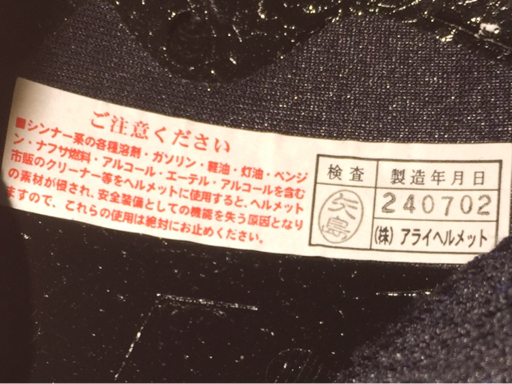 ご注意ください
■シンナー系の各種溶剤・ガソリン・軽油・灯油・ベンジ
ン・ナフサ燃料・アルコール・エーテル・アルコールを含む
市販のクリーナー等をヘルメットに使用すると、ヘルメット
の素材が侵され、安全装備としての機能を失う原因となり
ますので、これらの使用は絶対にお止めください。
検査
矢島
製造年月日
240702
(株)アライヘルメット